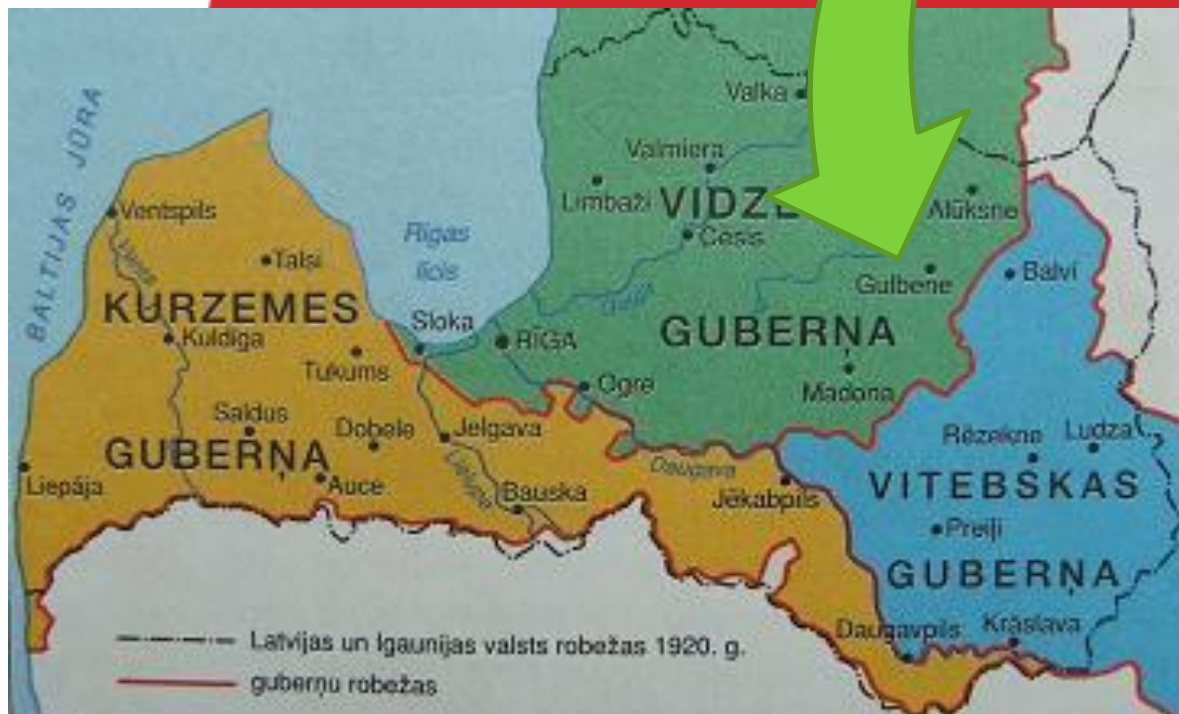 BALTIJAS JŪRA
Ventspils
Talsi
KURZEMES
Kuldīga
Tukums
Saldus
Dobele
GUBERŅA
Liepāja
Auce
Jelgava
Bauska
Lielupe
Rīgas
līcis
Sloka
RĪGA
Ogre
Valka
Valmiera
Limbaži
Cēsis
Alūksne
Gulbene
GUBERŅA
Madona
Daugava
Jēkabpils
Balvi
Rēzekne
Ludza
VITEBSKAS
Preiļi
GUBERŅA
Daugavpils
Krāslava
Latvijas un Igaunijas valsts robežas 1920. g.
guberņu robežas